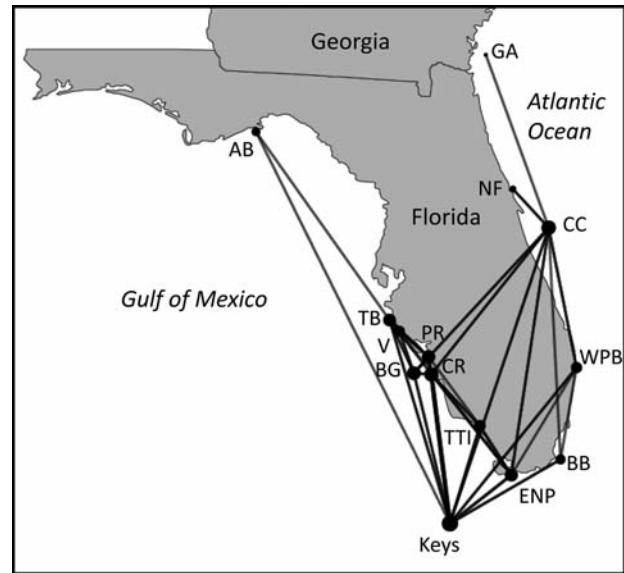 Georgia
GA
Atlantic
Ocean
AB
NF
CC
Florida
Gulf of Mexico
TB
PR
V
WPB
BG
CR
TTI
BB
ENP
Keys